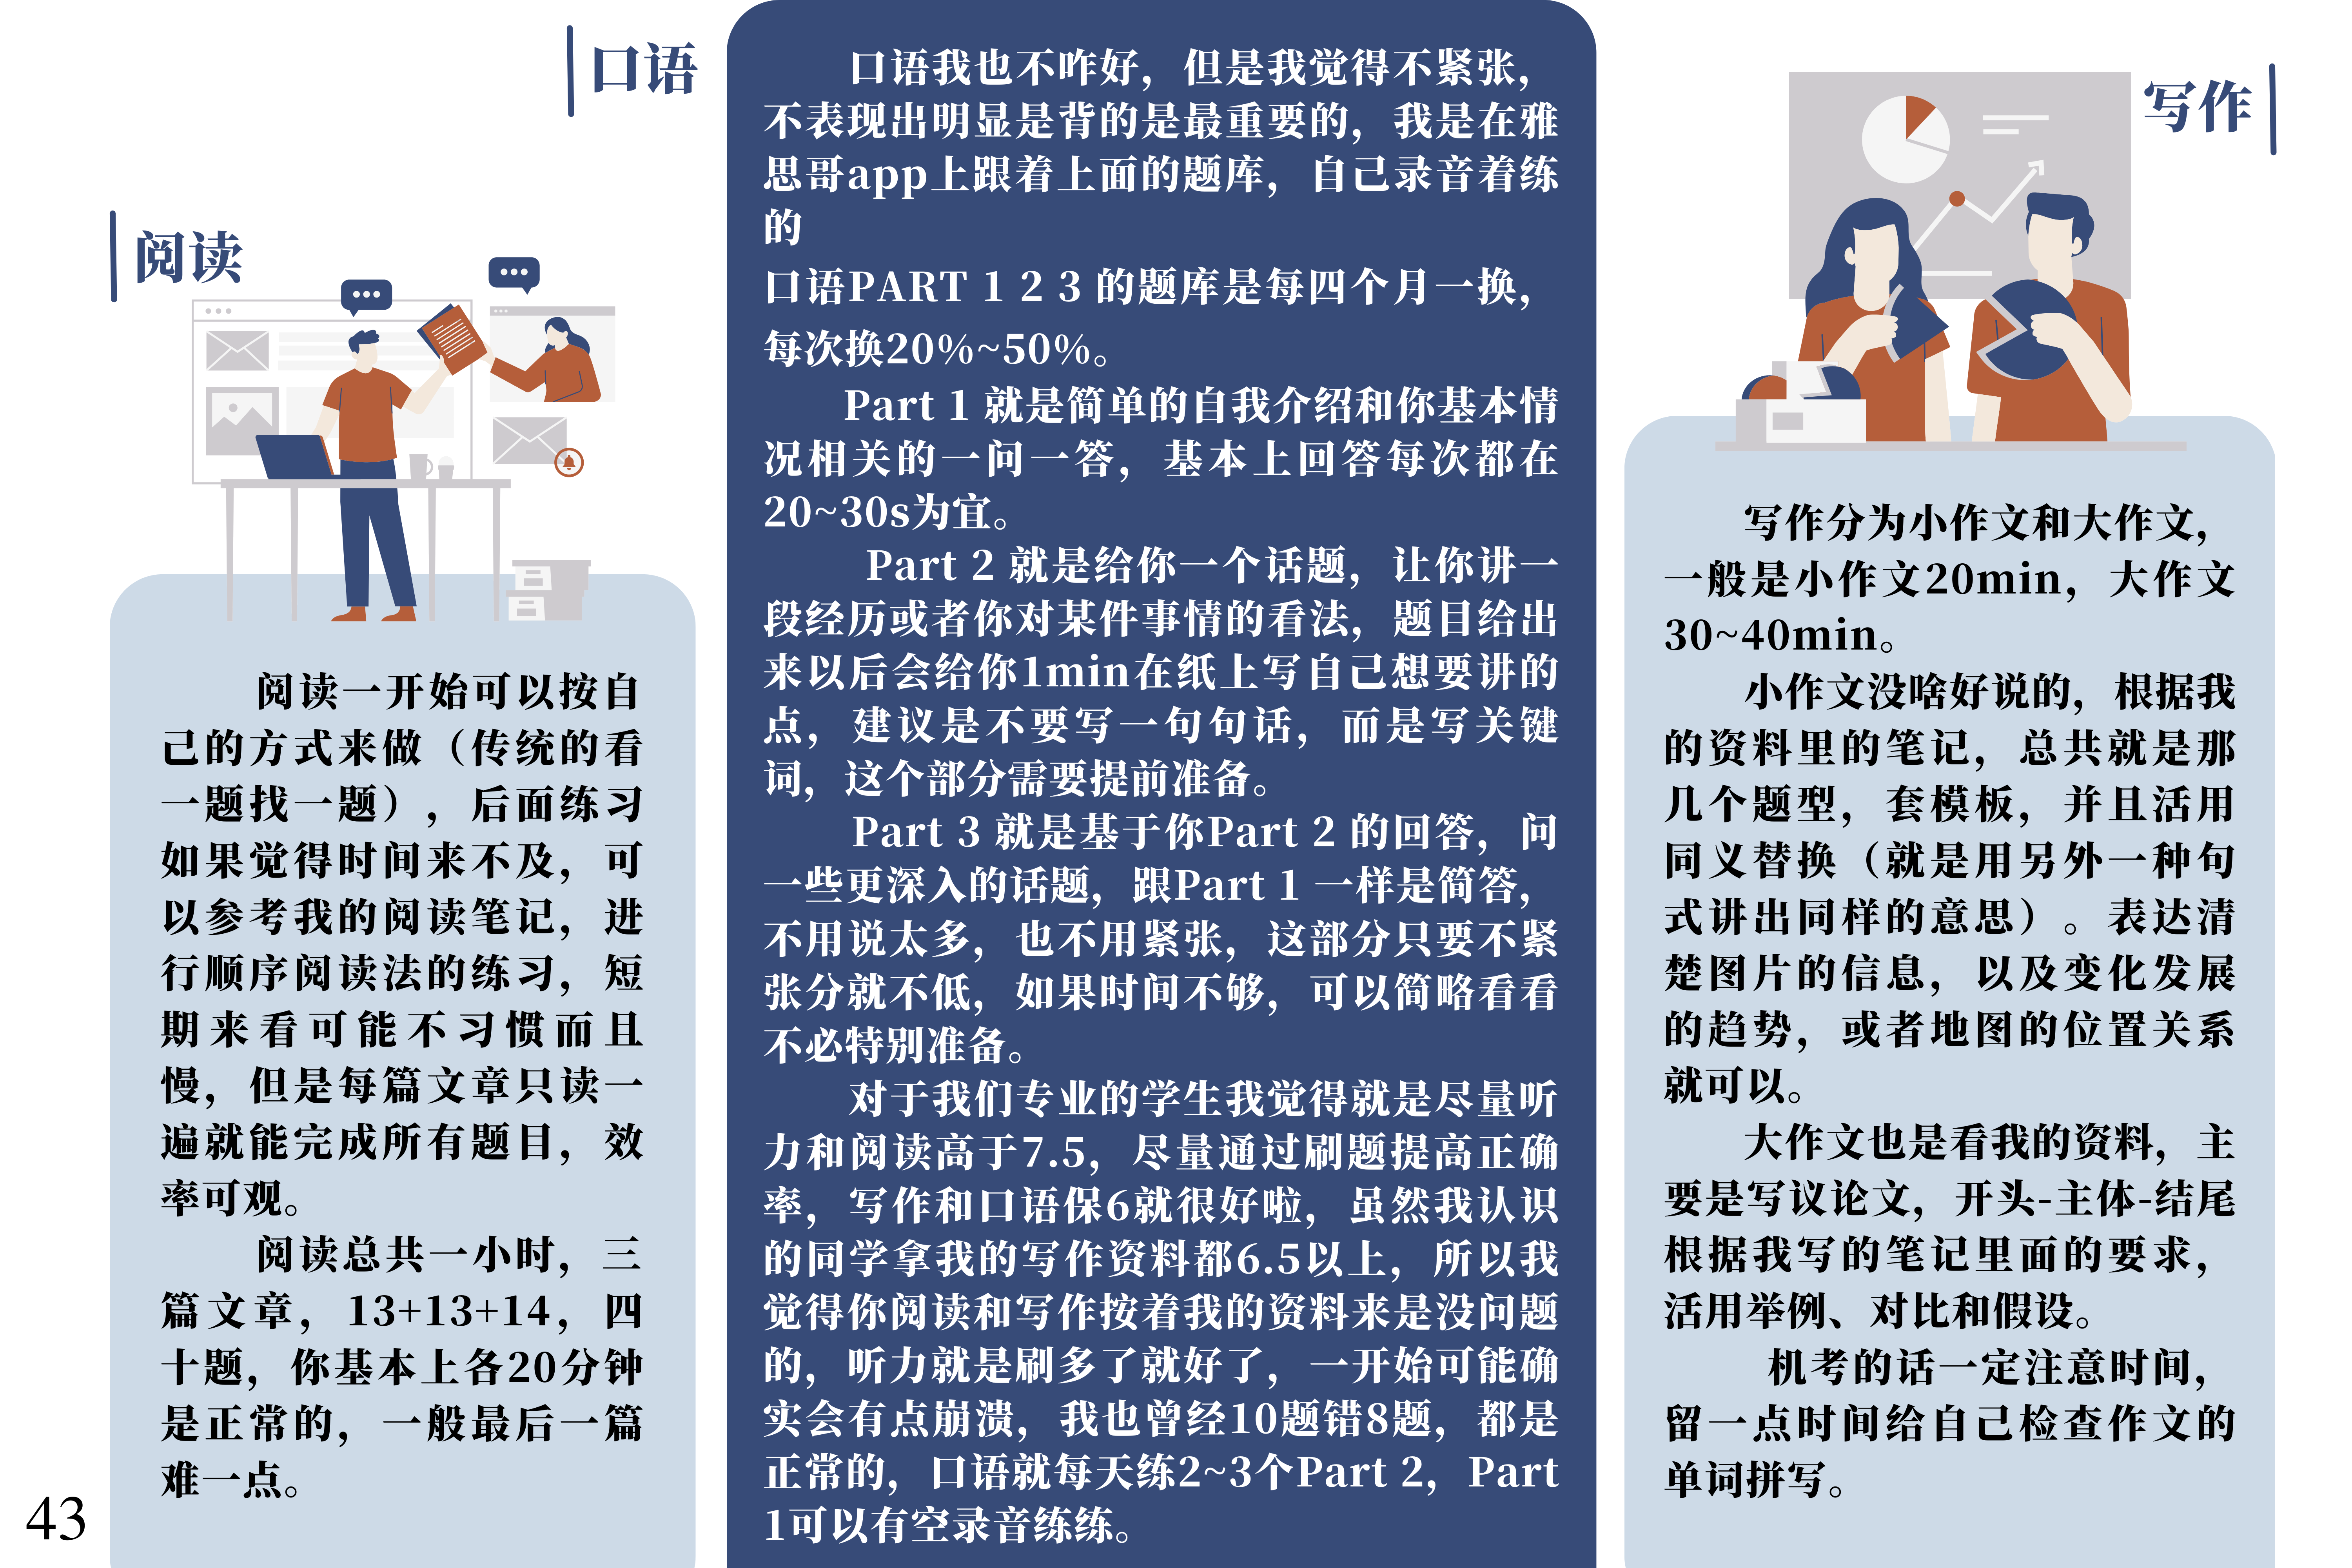 阅读
阅读一开始可以按自
己的方式来做（传统的看
一题找一题），后面练习
如果觉得时间来不及，可
以参考我的阅读笔记，进
行顺序阅读法的练习，短
期来看可能不习惯而且
慢，但是每篇文章只读一
遍就能完成所有题目，效
率可观。
阅读总共一小时，三
篇文章，13+13+14，四
十题，你基本上各20分钟
是正常的，一般最后一篇
难一点。
口语
口语我也不咋好，但是我觉得不紧张，
不表现出明显是背的是最重要的，我是在雅
思哥app上跟着上面的题库，自己录音着练
的
口语PART 1 2 3 的题库是每四个月一换，
每次换20%~50%。
Part 1 就是简单的自我介绍和你基本情
况相关的一问一答，基本上回答每次都在
20~30s为宜。
Part 2 就是给你一个话题，让你讲一
段经历或者你对某件事情的看法，题目给出
来以后会给你1min在纸上写自己想要讲的
点，建议是不要写一句句话，而是写关键
词，这个部分需要提前准备。
Part 3 就是基于你Part 2 的回答，问
一些更深入的话题，跟Part 1 一样是简答，
不用说太多，也不用紧张，这部分只要不紧
张分就不低，如果时间不够，可以简略看看
不必特别准备。
对于我们专业的学生我觉得就是尽量听
力和阅读高于7.5，尽量通过刷题提高正确
率，写作和口语保6就很好啦，虽然我认识
的同学拿我的写作资料都6.5以上，所以我
觉得你阅读和写作按着我的资料来是没问题
的，听力就是刷多了就好了，一开始可能确
实会有点崩溃，我也曾经10题错8题，都是
正常的，口语就每天练2~3个Part 2，Part
1可以有空录音练练。
写作
写作分为小作文和大作文，
一般是小作文20min，大作文
30~40min。
小作文没啥好说的，根据我
的资料里的笔记，总共就是那
几个题型，套模板，并且活用
同义替换（就是用另外一种句
式讲出同样的意思）。表达清
楚图片的信息，以及变化发展
的趋势，或者地图的位置关系
就可以。
大作文也是看我的资料，主
要是写议论文，开头-主体-结尾
根据我写的笔记里面的要求，
活用举例、对比和假设。
机考的话一定注意时间，
留一点时间给自己检查作文的
单词拼写。
43